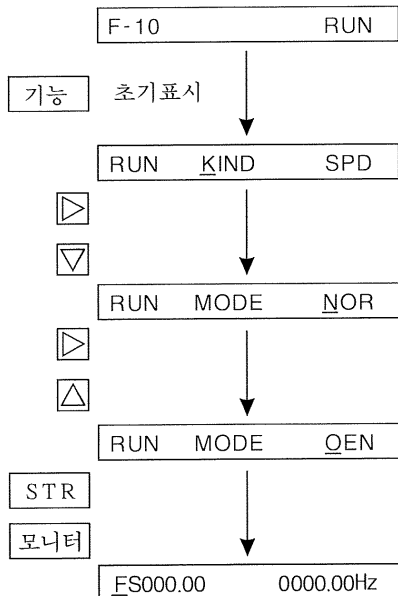 F-10 RUN
기능 초기표시
RUN KIND SPD
RUN MODE NOR
RUN MODE OEN
STR
모니터
FS000.00 0000.00Hz